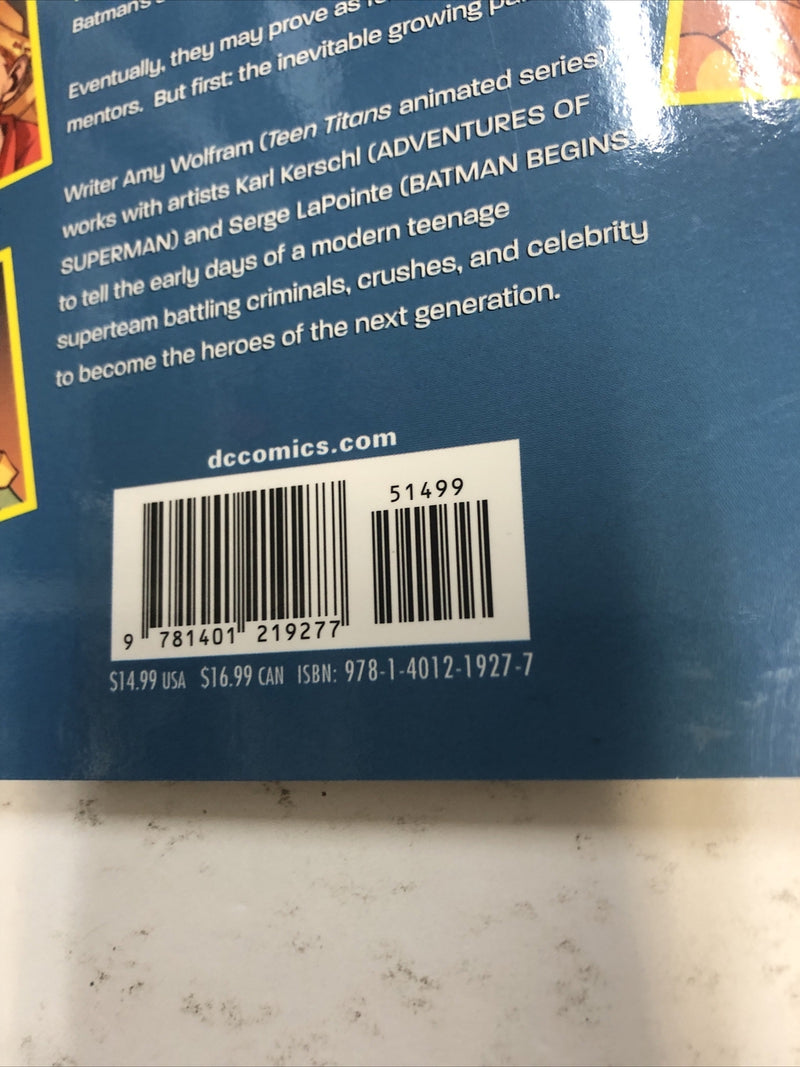 Batman's
Eventually, they may prove as
mentors. But first: the inevitable growing
Writer Amy Wolfram (Teen Titans animated series)
works with artists Karl Kerschl (ADVENTURES OF
SUPERMAN) and Serge LaPointe (BATMAN BEGINS
to tell the early days of a modern teenage
superteam battling criminals, crushes, and celebrity
to become the heroes of the next generation.
dccomics.com
51499
9 781401 219277
$14.99 USA $16.99 CAN ISBN: 978-1-4012-1927-7